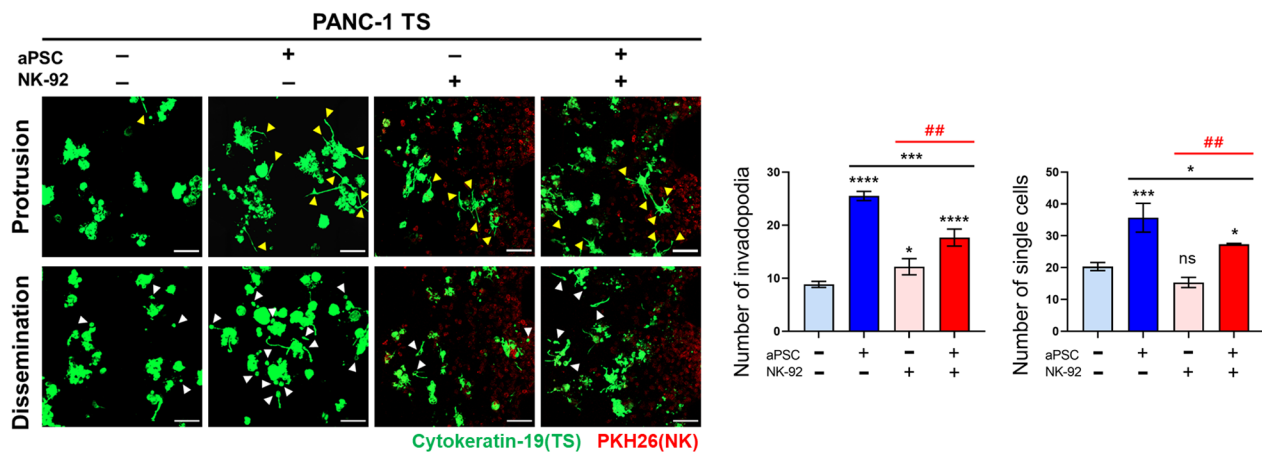 PANC-1 TS
aPSC – + – +
NK-92 – – + +
Protrusion
Dissemination
Cytokeratin-19(TS) PKH26(NK)
Number of invadopodia
30
20
10
0
##
***
**** * ****
aPSC - + - +
NK-92 - - + +
Number of single cells
50
40
30
20
10
0
##
*
*** ns *
aPSC - + - +
NK-92 - - + +